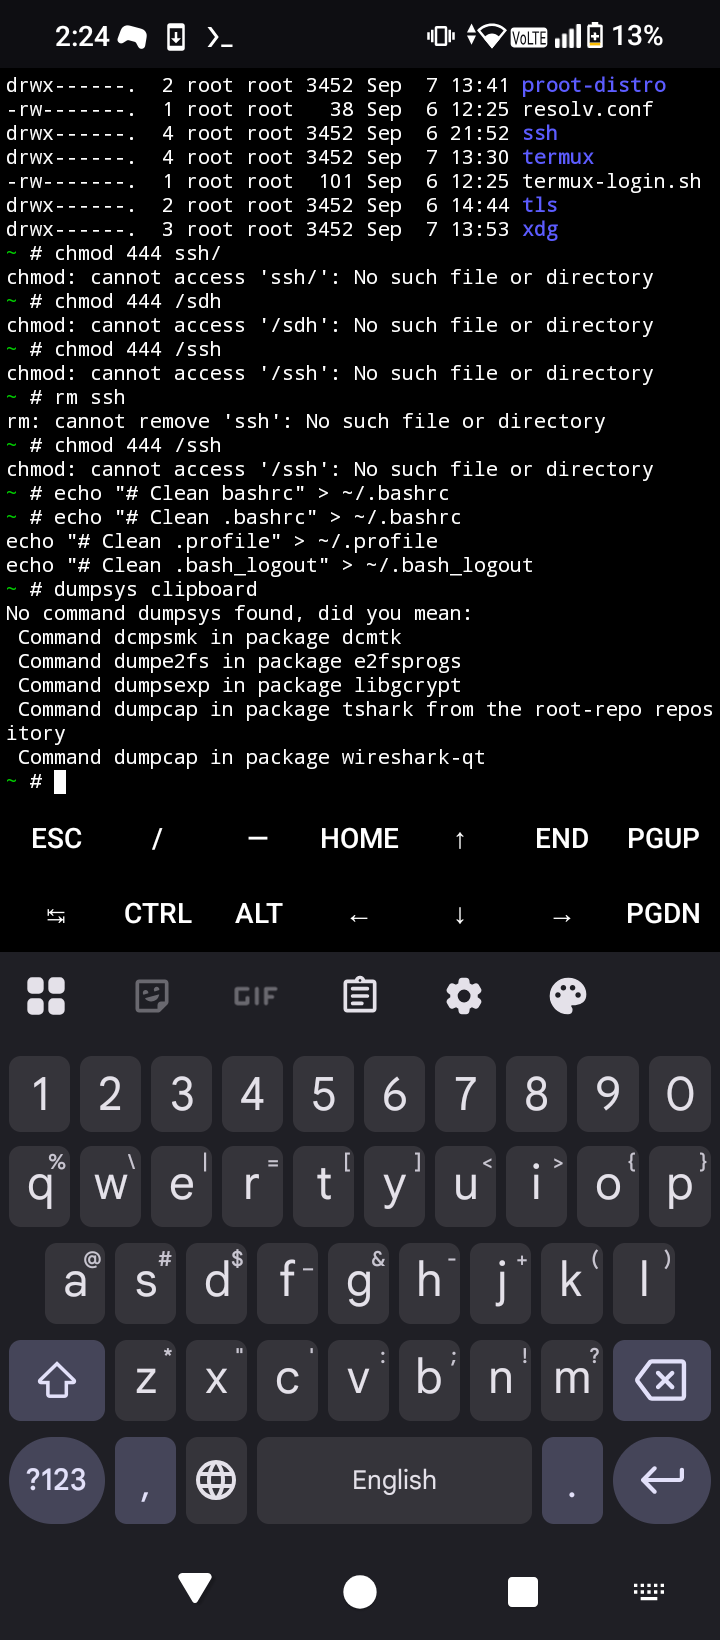 2:24 VoLTE 13%
drwx------.  2 root root 3452 Sep  7 13:41 proot-distro
-rw-------.  1 root root   38 Sep  6 12:25 resolv.conf
drwx------.  4 root root 3452 Sep  6 21:52 ssh
drwx------.  4 root root 3452 Sep  7 13:30 termux
-rw-------.  1 root root  101 Sep  6 12:25 termux-login.sh
drwx------.  2 root root 3452 Sep  6 14:44 tls
drwx------.  3 root root 3452 Sep  7 13:53 xdg
~ # chmod 444 ssh/
chmod: cannot access 'ssh/': No such file or directory
~ # chmod 444 /sdh
chmod: cannot access '/sdh': No such file or directory
~ # chmod 444 /ssh
chmod: cannot access '/ssh': No such file or directory
~ # rm ssh
rm: cannot remove 'ssh': No such file or directory
~ # chmod 444 /ssh
chmod: cannot access '/ssh': No such file or directory
~ # echo "# Clean bashrc" > ~/.bashrc
~ # echo "# Clean .bashrc" > ~/.bashrc
echo "# Clean .profile" > ~/.profile
echo "# Clean .bash_logout" > ~/.bash_logout
~ # dumpsys clipboard
No command dumpsys found, did you mean:
 Command dcmpsmk in package dcmtk
 Command dumpe2fs in package e2fsprogs
 Command dumpsexp in package libgcrypt
 Command dumpcap in package tshark from the root-repo repos
itory
 Command dumpcap in package wireshark-qt
~ #
ESC / — HOME ↑ END PGUP
↹ CTRL ALT ← ↓ → PGDN
GIF
1 2 3 4 5 6 7 8 9 0
q % w \ e | r = t [ y ] u < i > o { p }
a @ s # d $ f _ g & h - j + k ( l )
z * x " c ' v : b ; n ! m ?
?123 , English .